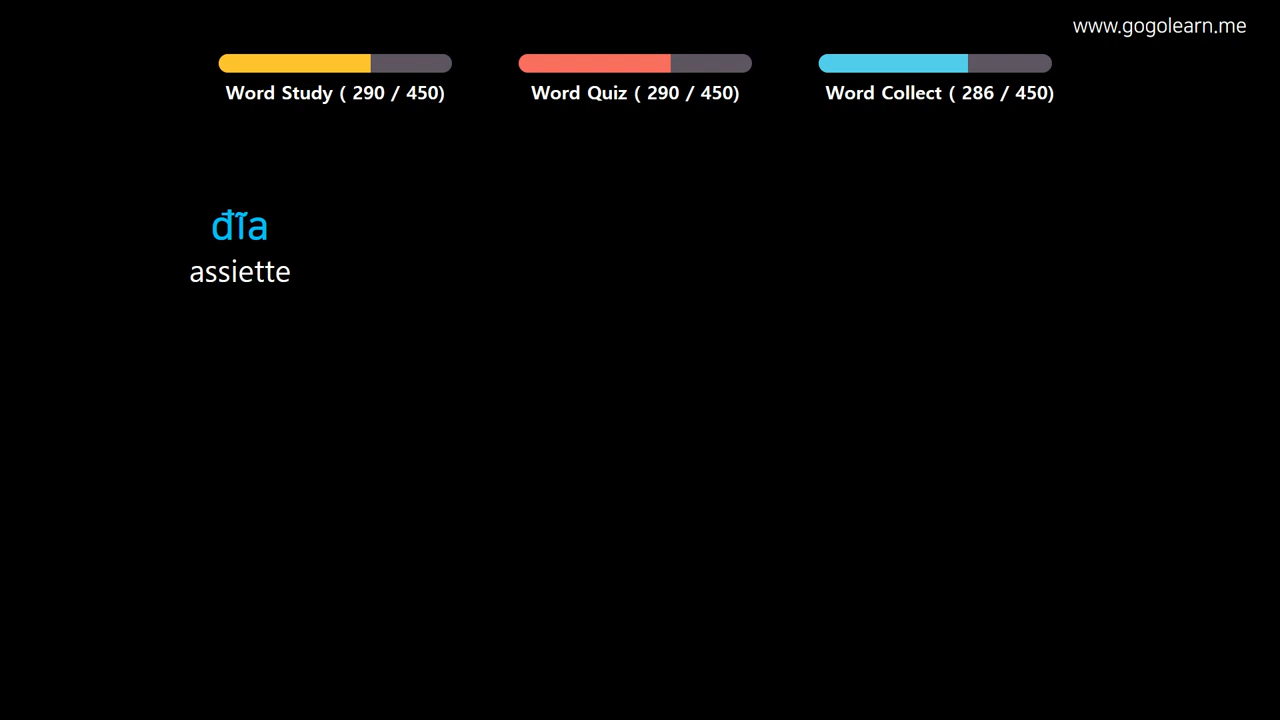 www.gogolearn.me
Word Study ( 290 / 450)
Word Quiz ( 290 / 450)
Word Collect ( 286 / 450)
đĩa
assiette